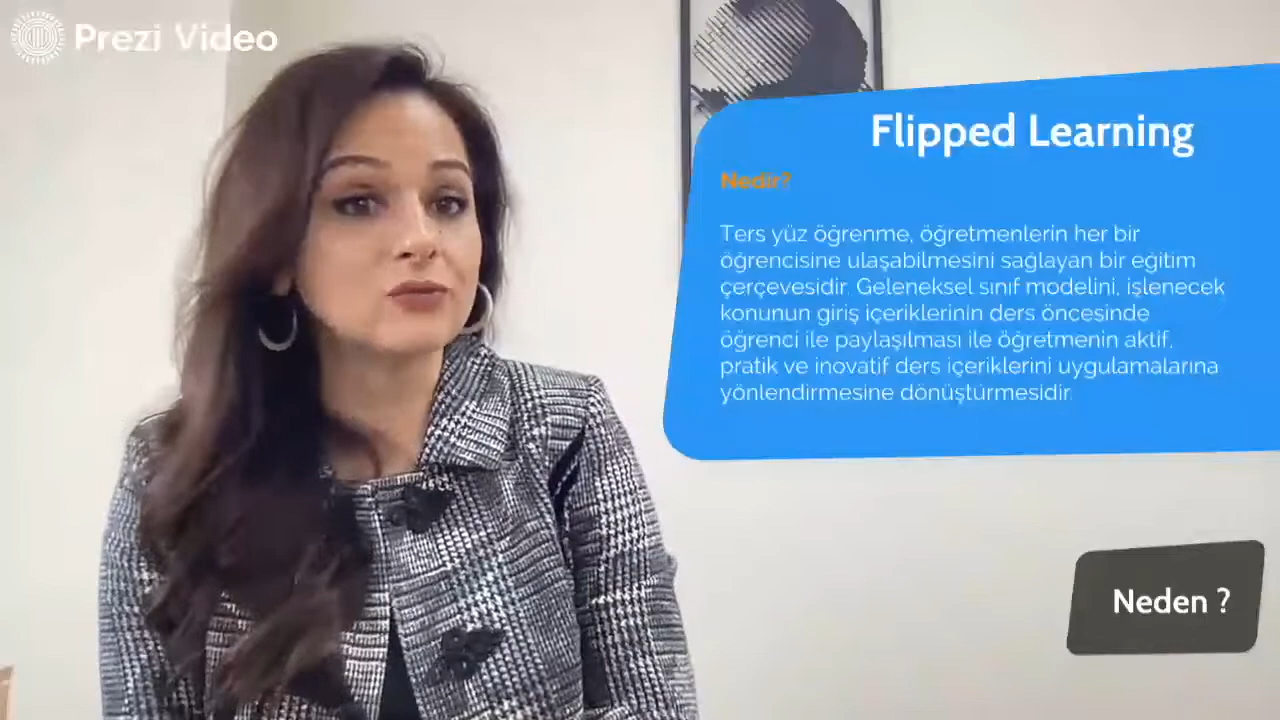 Prezi Video
Flipped Learning
Nedir?
Ters yüz öğrenme, öğretmenlerin her bir
öğrencisine ulaşabilmesini sağlayan bir eğitim
çerçevesidir. Geleneksel sınıf modelini, işlenecek
konunun giriş içeriklerinin ders öncesinde
öğrenci ile paylaşılması ile öğretmenin aktif,
pratik ve inovatif ders içeriklerini uygulamalarına
yönlendirmesine dönüştürmesidir.
Neden ?